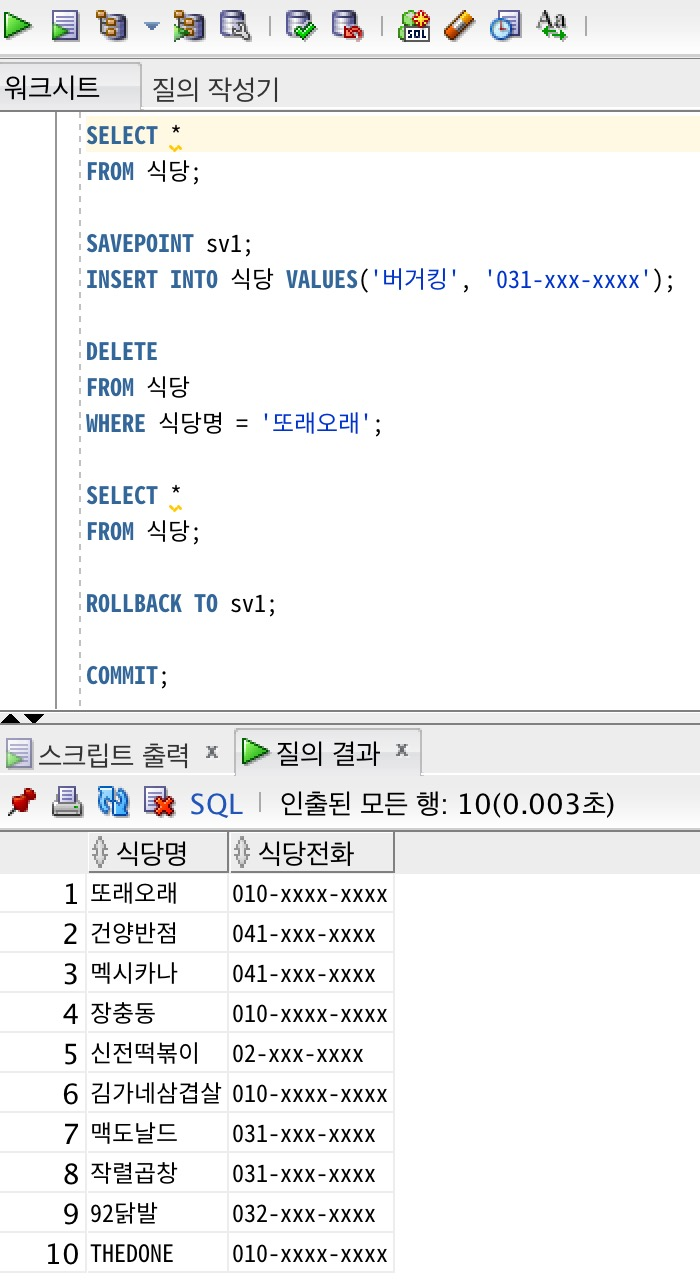 SQL
Aa
워크시트 질의 작성기
SELECT *
FROM 식당;
SAVEPOINT sv1;
INSERT INTO 식당 VALUES('버거킹', '031-xxx-xxxx');
DELETE
FROM 식당
WHERE 식당명 = '또래오래';
SELECT *
FROM 식당;
ROLLBACK TO sv1;
COMMIT;
스크립트 출력 x 질의 결과 x
SQL 인출된 모든 행: 10(0.003초)
식당명 식당전화
1 또래오래 010-xxxx-xxxx
2 건양반점 041-xxx-xxxx
3 멕시카나 041-xxx-xxxx
4 장충동 010-xxxx-xxxx
5 신전떡볶이 02-xxx-xxxx
6 김가네삼겹살 010-xxxx-xxxx
7 맥도날드 031-xxx-xxxx
8 작렬곱창 031-xxx-xxxx
9 92닭발 032-xxx-xxxx
10 THEDONE 010-xxxx-xxxx